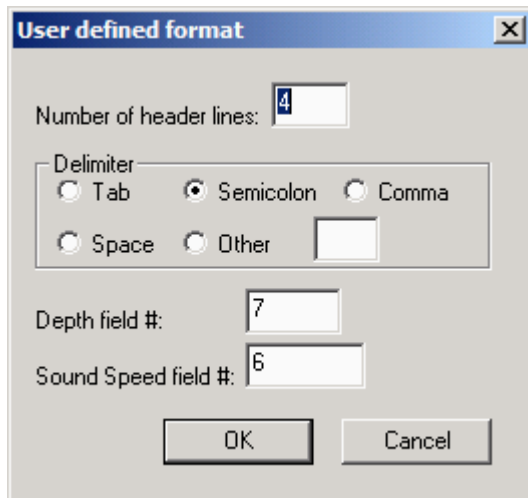 User defined format
Number of header lines: 4
Delimiter
Tab Semicolon Comma
Space Other
Depth field #: 7
Sound Speed field #: 6
OK Cancel